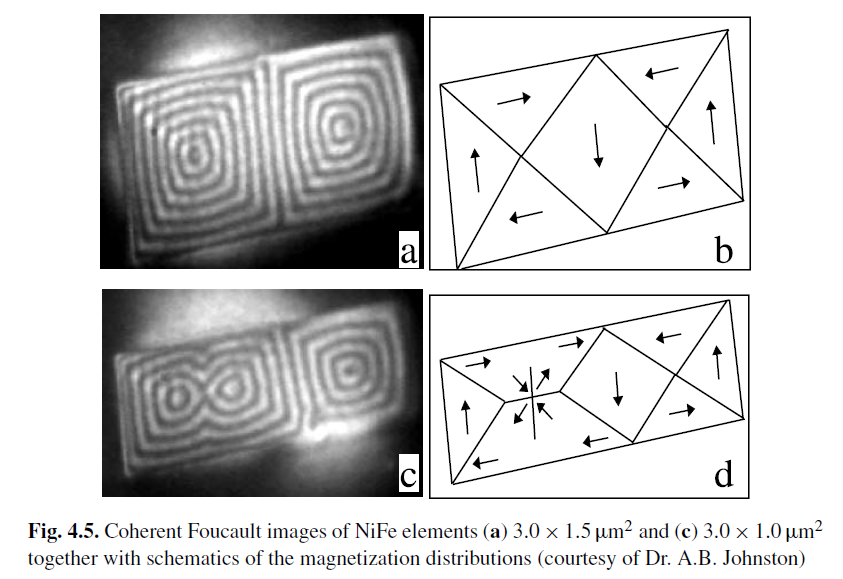 a
b
c
d
Fig. 4.5. Coherent Foucault images of NiFe elements (a) 3.0 × 1.5 μm² and (c) 3.0 × 1.0 μm²
together with schematics of the magnetization distributions (courtesy of Dr. A.B. Johnston)